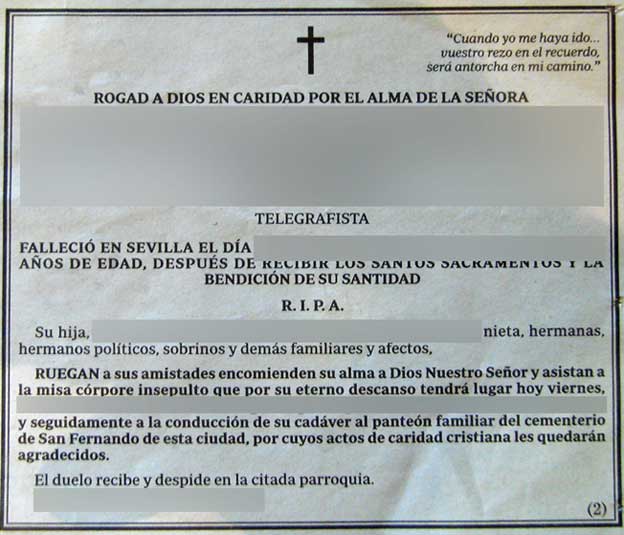 "Cuando yo me haya ido...
vuestro rezo en el recuerdo,
será antorcha en mi camino."
ROGAD A DIOS EN CARIDAD POR EL ALMA DE LA SEÑORA
TELEGRAFISTA
FALLECIÓ EN SEVILLA EL DÍA
AÑOS DE EDAD, DESPUÉS DE RECIBIR LOS SANTOS SACRAMENTOS Y LA
BENDICIÓN DE SU SANTIDAD
R. I. P. A.
Su hija, nieta, hermanas,
hermanos políticos, sobrinos y demás familiares y afectos,
RUEGAN a sus amistades encomienden su alma a Dios Nuestro Señor y asistan a
la misa córpore insepulto que por su eterno descanso tendrá lugar hoy viernes,
y seguidamente a la conducción de su cadáver al panteón familiar del cementerio
de San Fernando de esta ciudad, por cuyos actos de caridad cristiana les quedarán
agradecidos.
El duelo recibe y despide en la citada parroquia.
(2)